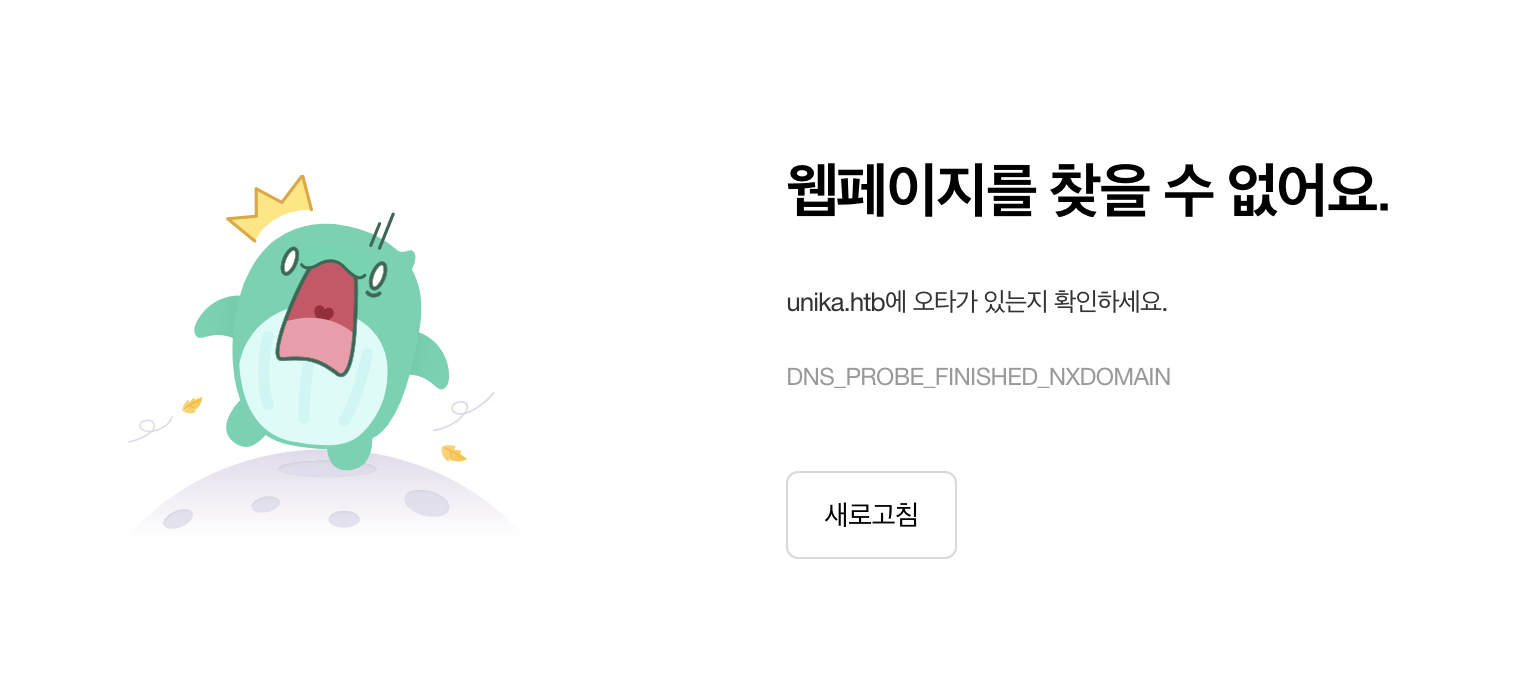 웹페이지를 찾을 수 없어요.
unika.htb에 오타가 있는지 확인하세요.
DNS_PROBE_FINISHED_NXDOMAIN
새로고침